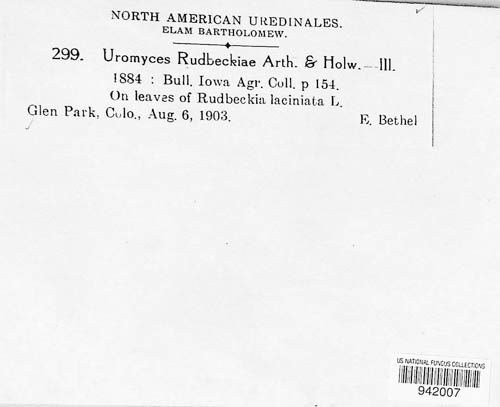 NORTH AMERICAN UREDINALES.
ELAM BARTHOLOMEW.
299. Uromyces Rudbeckiae Arth. & Holw.—III.
1884 : Bull. Iowa Agr. Coll. p 154.
On leaves of Rudbeckia laciniata L.
Glen Park, Colo., Aug. 6, 1903. E. Bethel
US NATIONAL FUNGUS COLLECTIONS
942007